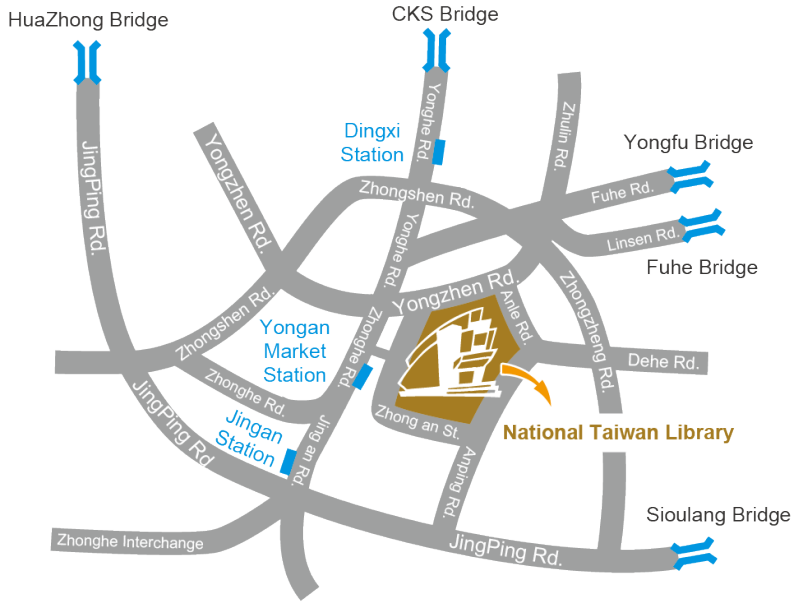 HuaZhong Bridge
CKS Bridge
JingPing Rd.
Yongzhen Rd.
Dingxi
Station
Yonghe Rd.
Zhulin Rd.
Yongfu Bridge
Zhongshen Rd.
Fuhe Rd.
Yonghe Rd.
Linsen Rd.
Fuhe Bridge
Zhongshen Rd.
Yongan
Market
Station
Zhonghe Rd.
Yongzhen Rd.
Anle Rd.
Zhongzheng Rd.
Dehe Rd.
Zhonghe Rd.
JingPing Rd
Jingan
Station
Jing an Rd.
Zhong an St.
National Taiwan Library
Anping Rd.
Zhonghe Interchange
JingPing Rd.
Sioulang Bridge